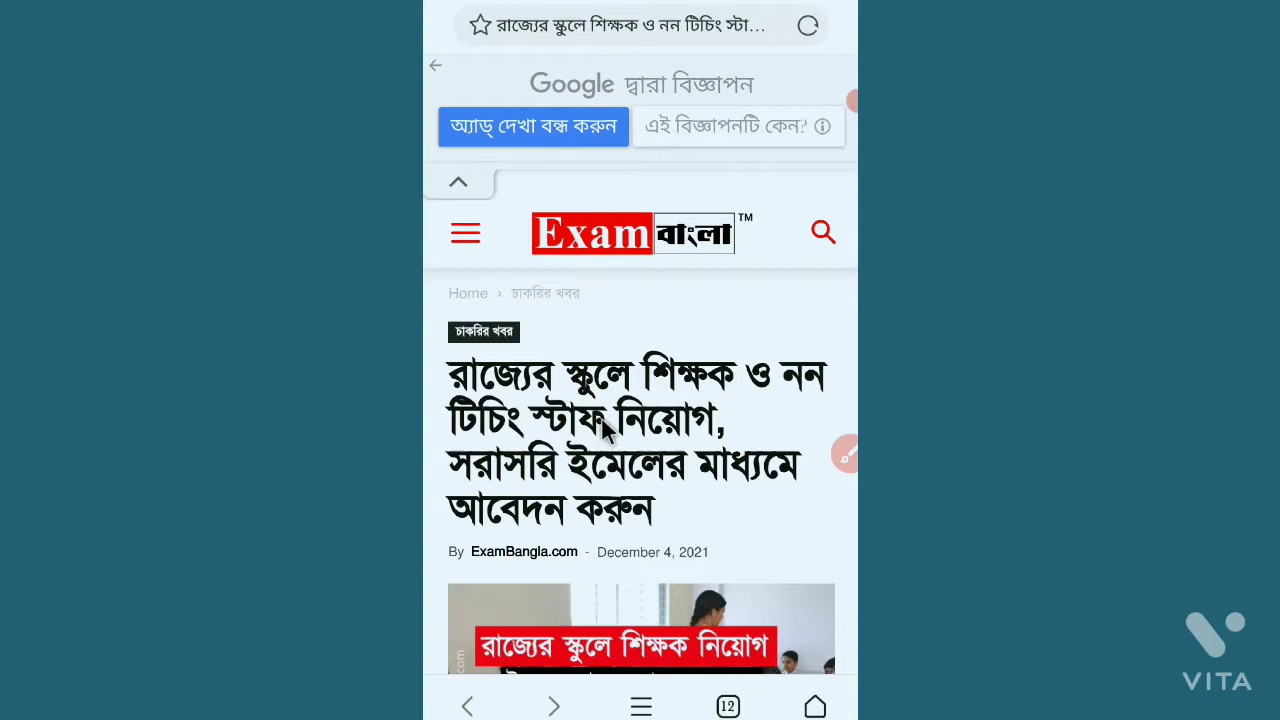 রাজ্যের স্কুলে শিক্ষক ও নন টিচিং স্টা...
Google দ্বারা বিজ্ঞাপন
অ্যাড্ দেখা বন্ধ করুন
এই বিজ্ঞাপনটি কেন?
Exam বাংলা TM
Home › চাকরির খবর
চাকরির খবর
রাজ্যের স্কুলে শিক্ষক ও নন
টিচিং স্টাফ নিয়োগ,
সরাসরি ইমেলের মাধ্যমে
আবেদন করুন
By ExamBangla.com - December 4, 2021
রাজ্যের স্কুলে শিক্ষক নিয়োগ
.com
12
VITA